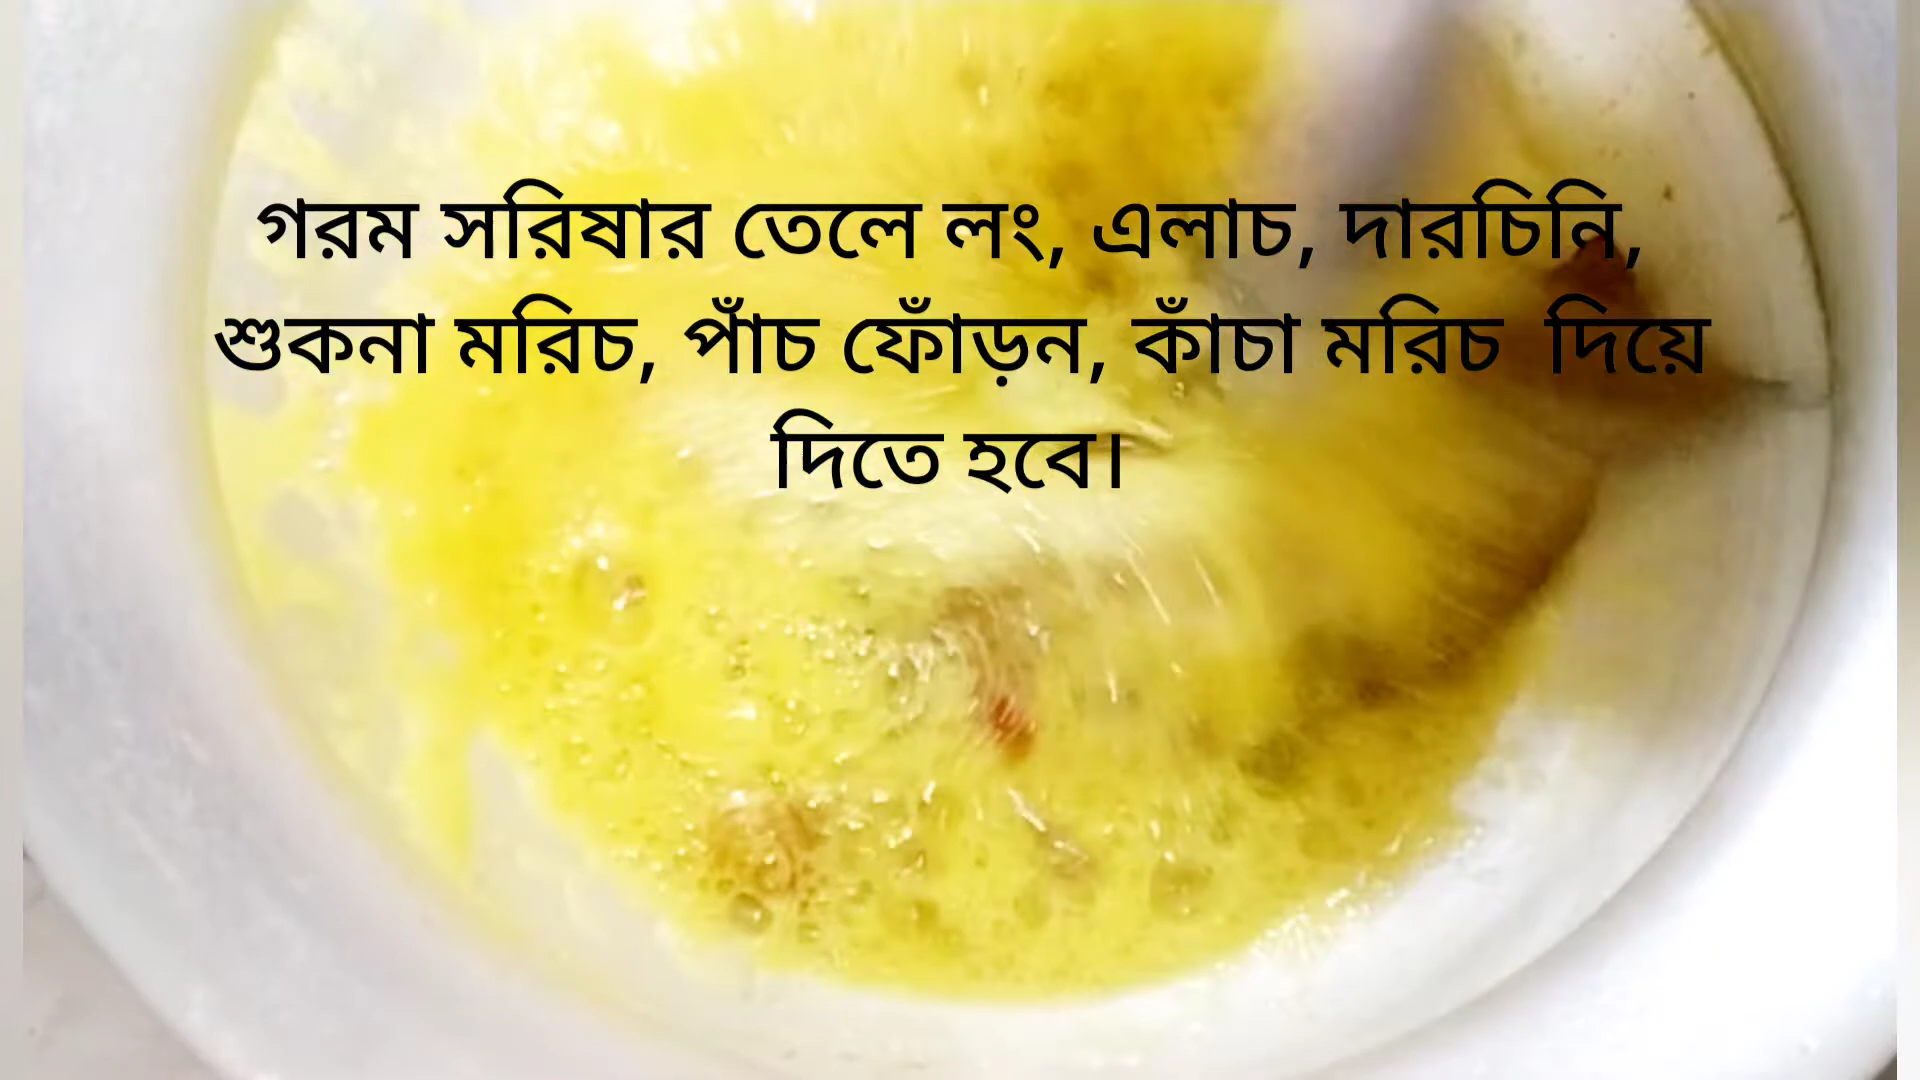 গরম সরিষার তেলে লং, এলাচ, দারচিনি,
শুকনা মরিচ, পাঁচ ফোঁড়ন, কাঁচা মরিচ  দিয়ে
দিতে হবে।